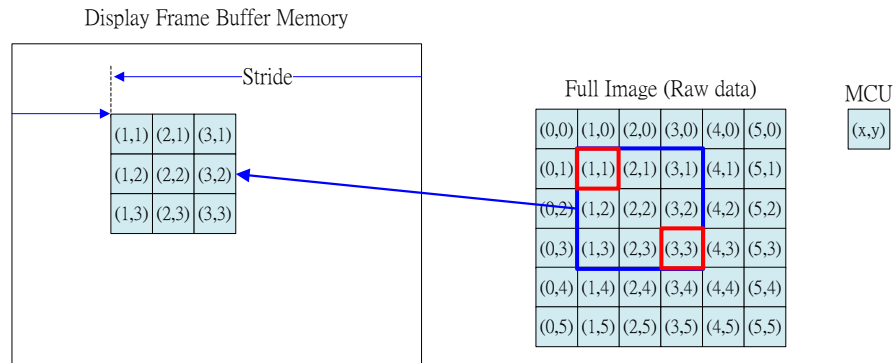 Display Frame Buffer Memory
Stride
(1,1) (2,1) (3,1)
(1,2) (2,2) (3,2)
(1,3) (2,3) (3,3)
Full Image (Raw data)
(0,0) (1,0) (2,0) (3,0) (4,0) (5,0)
(0,1) (1,1) (2,1) (3,1) (4,1) (5,1)
(0,2) (1,2) (2,2) (3,2) (4,2) (5,2)
(0,3) (1,3) (2,3) (3,3) (4,3) (5,3)
(0,4) (1,4) (2,4) (3,4) (4,4) (5,4)
(0,5) (1,5) (2,5) (3,5) (4,5) (5,5)
MCU
(x,y)